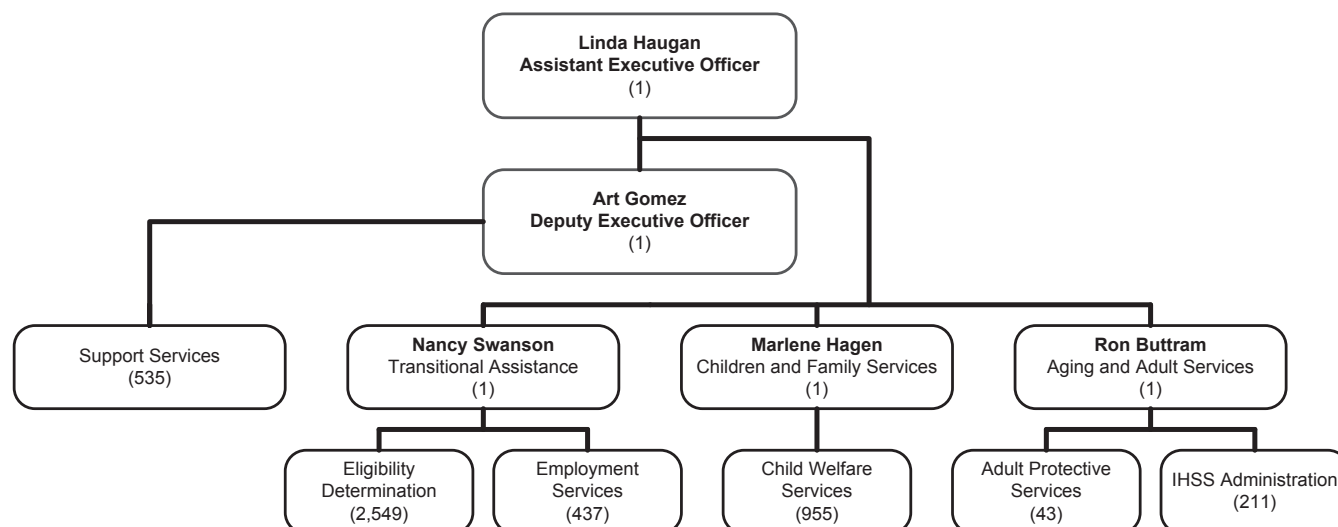 Linda Haugan
Assistant Executive Officer
(1)
Art Gomez
Deputy Executive Officer
(1)
Support Services
(535)
Nancy Swanson
Transitional Assistance
(1)
Marlene Hagen
Children and Family Services
(1)
Ron Buttram
Aging and Adult Services
(1)
Eligibility
Determination
(2,549)
Employment
Services
(437)
Child Welfare
Services
(955)
Adult Protective
Services
(43)
IHSS Administration
(211)